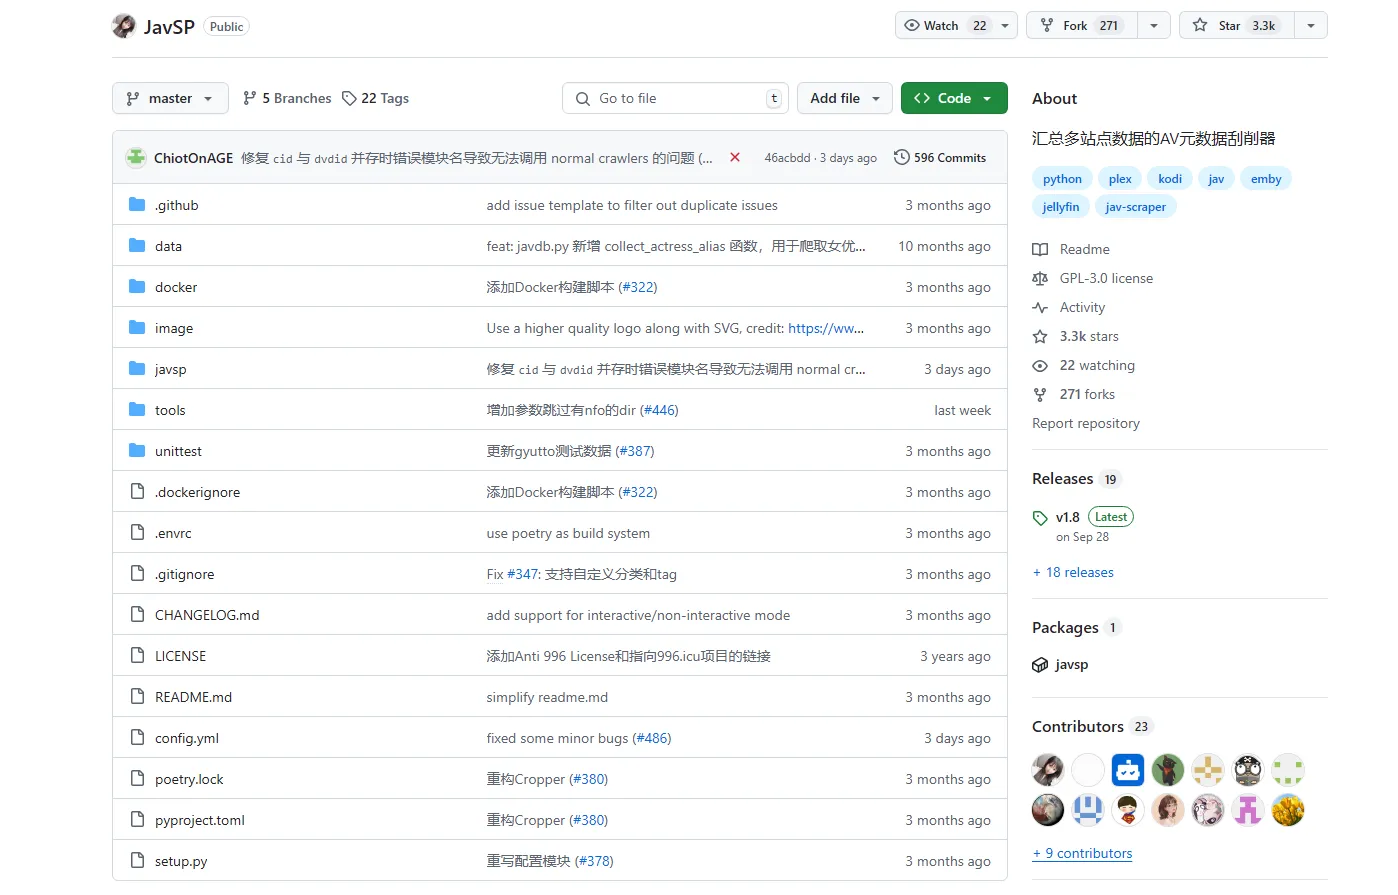 JavSP Public Watch 22 Fork 271 Star 3.3k
master 5 Branches 22 Tags Go to file t Add file Code
ChiotOnAGE 修复 cid 与 dvdid 并存时错误模块名导致无法调用 normal crawlers 的问题 (... 46acbdd · 3 days ago 596 Commits
.github add issue template to filter out duplicate issues 3 months ago
data feat: javdb.py 新增 collect_actress_alias 函数，用于爬取女优... 10 months ago
docker 添加Docker构建脚本 (#322) 3 months ago
image Use a higher quality logo along with SVG, credit: https://ww... 3 months ago
javsp 修复 cid 与 dvdid 并存时错误模块名导致无法调用 normal cr... 3 days ago
tools 增加参数跳过有nfo的dir (#446) last week
unittest 更新gyutto测试数据 (#387) 3 months ago
.dockerignore 添加Docker构建脚本 (#322) 3 months ago
.envrc use poetry as build system 3 months ago
.gitignore Fix #347: 支持自定义分类和tag 3 months ago
CHANGELOG.md add support for interactive/non-interactive mode 3 months ago
LICENSE 添加Anti 996 License和指向996.icu项目的链接 3 years ago
README.md simplify readme.md 3 months ago
config.yml fixed some minor bugs (#486) 3 days ago
poetry.lock 重构Cropper (#380) 3 months ago
pyproject.toml 重构Cropper (#380) 3 months ago
setup.py 重写配置模块 (#378) 3 months ago
About
汇总多站点数据的AV元数据刮削器
python plex kodi jav emby
jellyfin jav-scraper
Readme
GPL-3.0 license
Activity
3.3k stars
22 watching
271 forks
Report repository
Releases 19
v1.8 Latest
on Sep 28
+ 18 releases
Packages 1
javsp
Contributors 23
+ 9 contributors